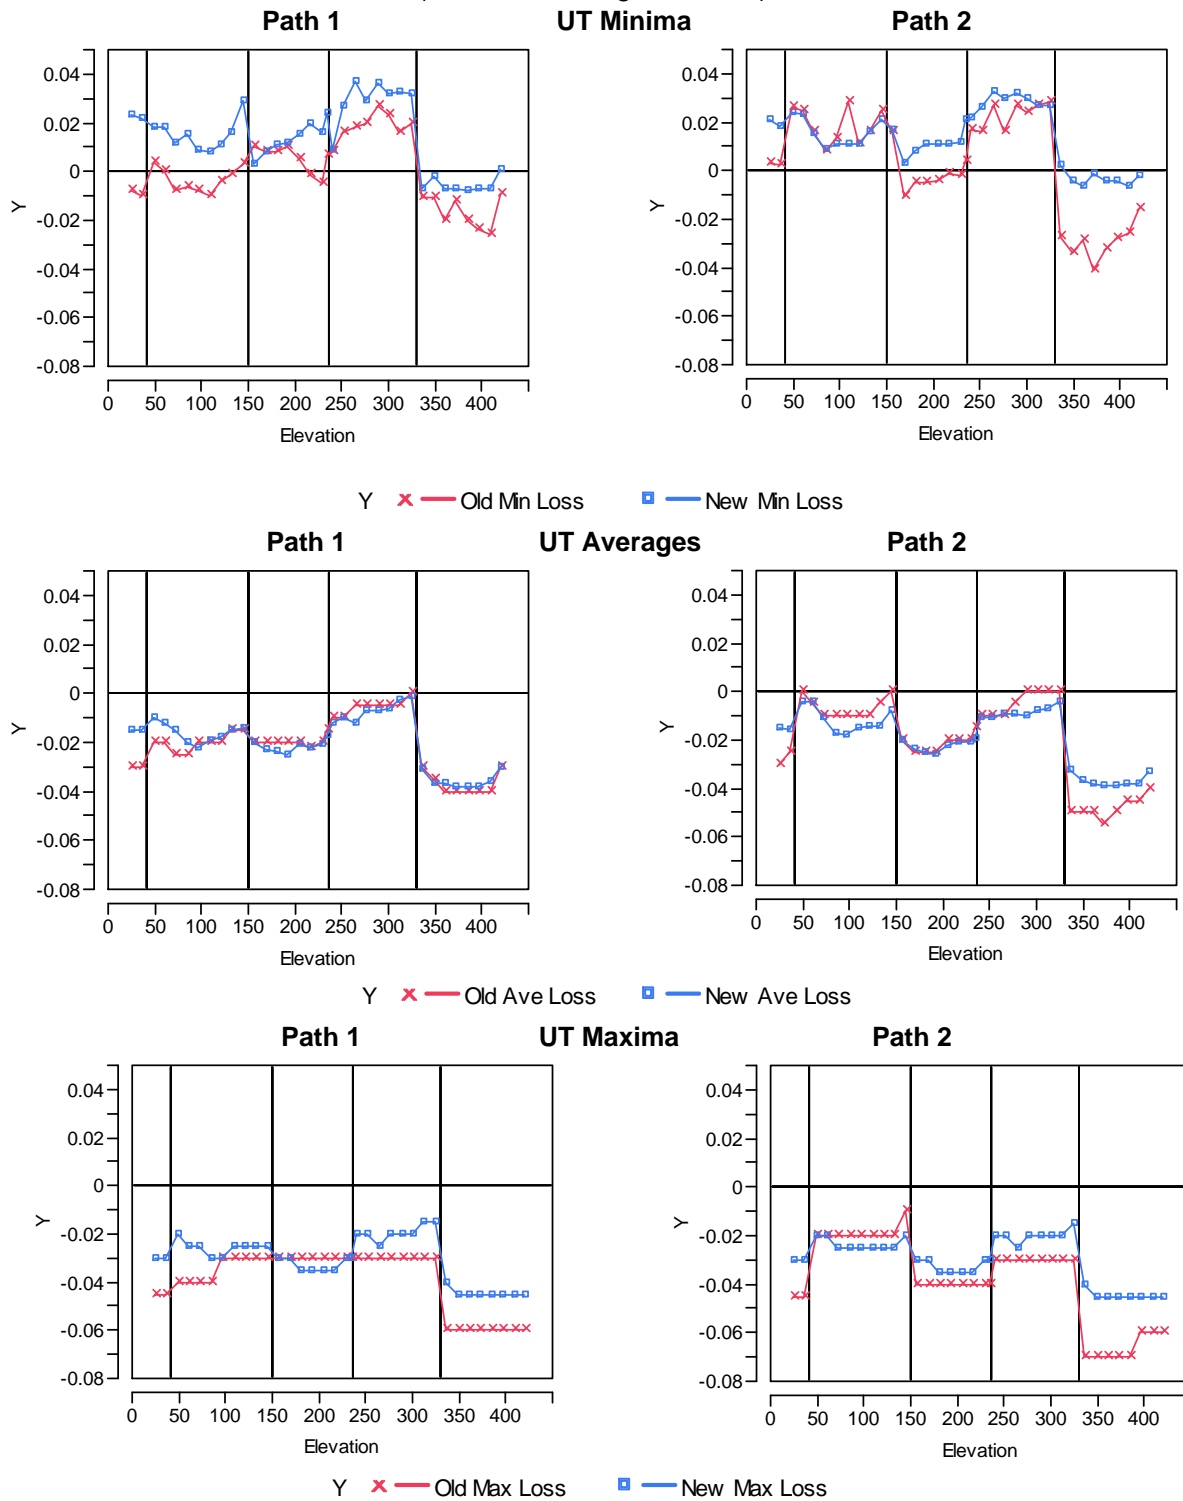 Path 1 UT Minima Path 2
0.04 0.04
0.02 0.02
0 0
-0.02 -0.02
-0.04 -0.04
-0.06 -0.06
-0.08 -0.08
Y Y
0 50 100 150 200 250 300 350 400 0 50 100 150 200 250 300 350 400
Elevation Elevation
Y Old Min Loss New Min Loss
Path 1 UT Averages Path 2
0.04 0.04
0.02 0.02
0 0
-0.02 -0.02
-0.04 -0.04
-0.06 -0.06
-0.08 -0.08
Y Y
0 50 100 150 200 250 300 350 400 0 50 100 150 200 250 300 350 400
Elevation Elevation
Y Old Ave Loss New Ave Loss
Path 1 UT Maxima Path 2
0.04 0.04
0.02 0.02
0 0
-0.02 -0.02
-0.04 -0.04
-0.06 -0.06
-0.08 -0.08
Y Y
0 50 100 150 200 250 300 350 400 0 50 100 150 200 250 300 350 400
Elevation Elevation
Y Old Max Loss New Max Loss